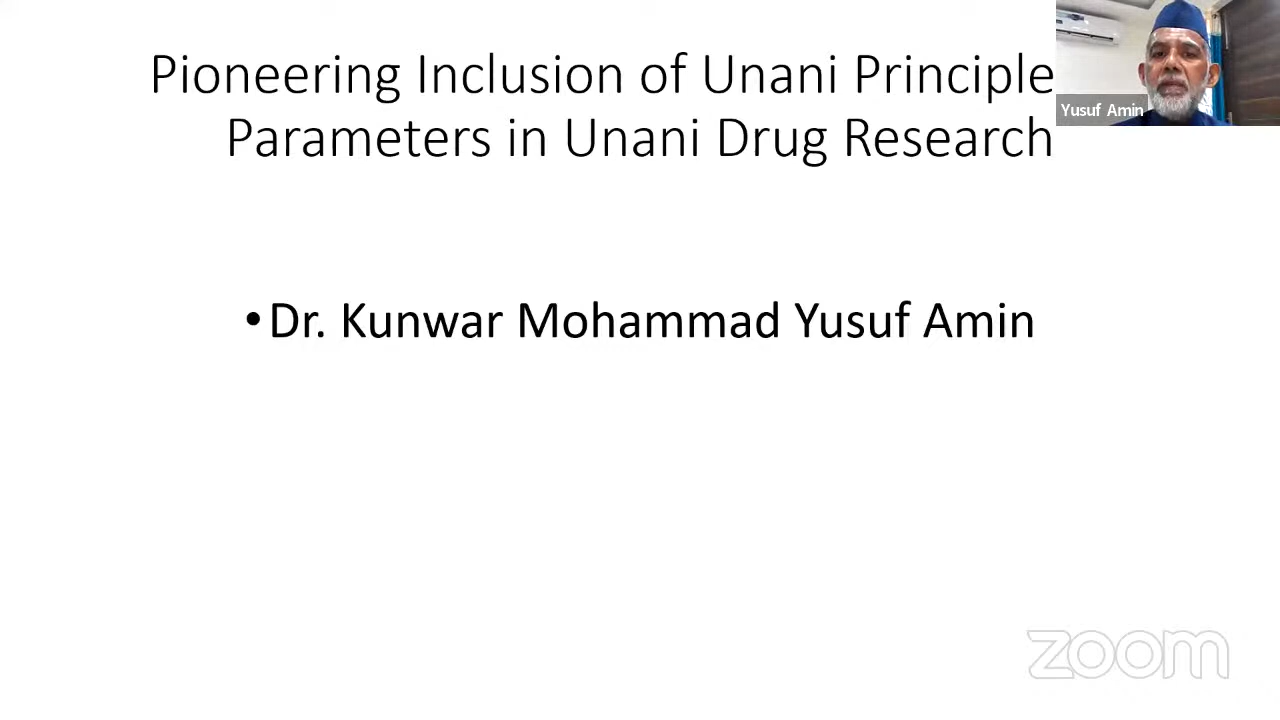 Pioneering Inclusion of Unani Principle
Parameters in Unani Drug Research
Yusuf Amin
•Dr. Kunwar Mohammad Yusuf Amin
zoom